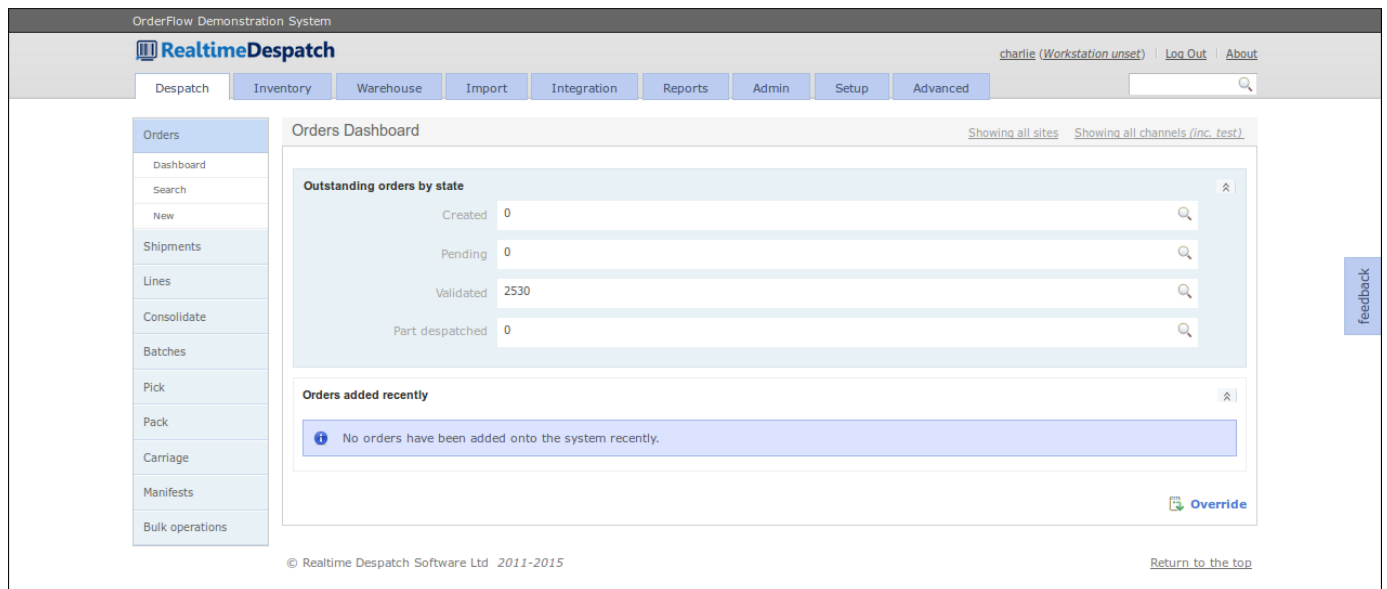 OrderFlow Demonstration System
RealtimeDespatch
charlie (Workstation unset) Log Out About
Despatch Inventory Warehouse Import Integration Reports Admin Setup Advanced
Orders
Dashboard
Search
New
Shipments
Lines
Consolidate
Batches
Pick
Pack
Carriage
Manifests
Bulk operations
Orders Dashboard
Showing all sites Showing all channels (inc. test)
Outstanding orders by state
Created 0
Pending 0
Validated 2530
Part despatched 0
Orders added recently
No orders have been added onto the system recently.
Override
feedback
© Realtime Despatch Software Ltd 2011-2015
Return to the top